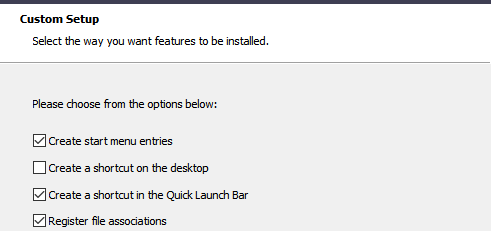 Custom Setup
Select the way you want features to be installed.
Please choose from the options below:
Create start menu entries
Create a shortcut on the desktop
Create a shortcut in the Quick Launch Bar
Register file associations